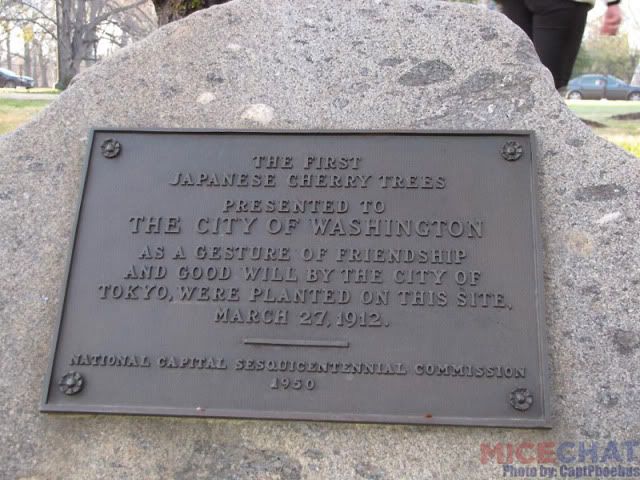 THE FIRST
JAPANESE CHERRY TREES
PRESENTED TO
THE CITY OF WASHINGTON
AS A GESTURE OF FRIENDSHIP
AND GOOD WILL BY THE CITY OF
TOKYO, WERE PLANTED ON THIS SITE,
MARCH 27, 1912.
NATIONAL CAPITAL SESQUICENTENNIAL COMMISSION
1950
MICECHAT
Photo by: CaptPhoebus